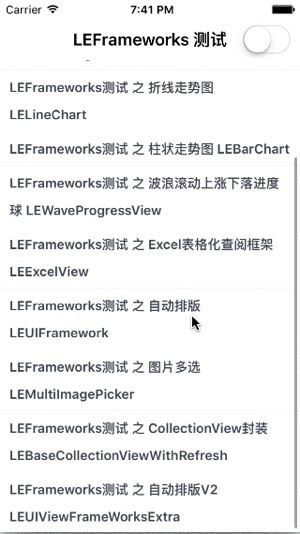 Carrier 7:41 PM
LEFrameworks 测试
LEFrameworks测试 之 折线走势图
LELineChart
LEFrameworks测试 之 柱状走势图 LEBarChart
LEFrameworks测试 之 波浪滚动上涨下落进度
球 LEWaveProgressView
LEFrameworks测试 之 Excel表格化查阅框架
LEExcelView
LEFrameworks测试 之 自动排版
LEUIFramework
LEFrameworks测试 之 图片多选
LEMultiImagePicker
LEFrameworks测试 之 CollectionView封装
LEBaseCollectionViewWithRefresh
LEFrameworks测试 之 自动排版V2
LEUIViewFrameWorksExtra